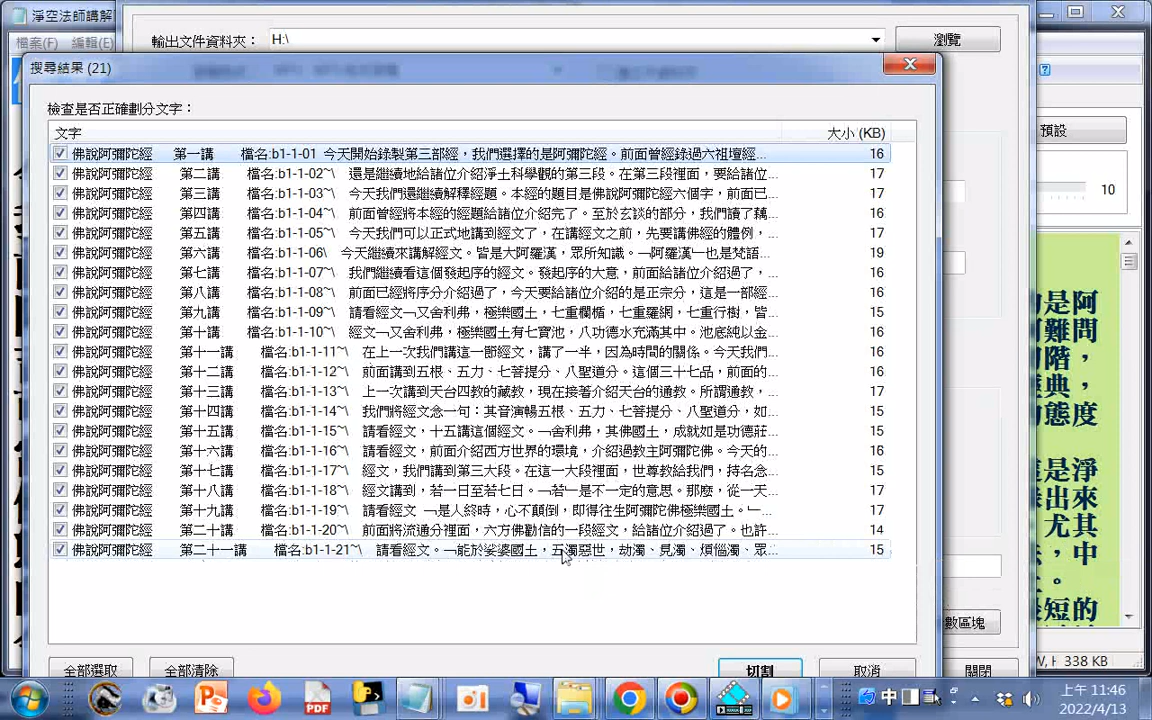 淨空法師講解
檔案(F) 編輯(E)
輸出文件資料夾： H:\ 瀏覽
搜尋結果 (21)
檢查是否正確劃分文字：
文字 大小 (KB)
佛說阿彌陀經 第一講 檔名:b1-1-01 今天開始錄製第三部經，我們選擇的是阿彌陀經。前面曾經錄過六祖壇經... 16
佛說阿彌陀經 第二講 檔名:b1-1-02~\ 還是繼續地給諸位介紹淨土科學觀的第三段。在第三段裡面，要給諸位... 17
佛說阿彌陀經 第三講 檔名:b1-1-03~\ 今天我們還繼續解釋經題。本經的題目是佛說阿彌陀經六個字，前面已... 17
佛說阿彌陀經 第四講 檔名:b1-1-04~\ 前面曾經將本經的經題給諸位介紹完了。至於玄談的部分，我們讀了蕅... 16
佛說阿彌陀經 第五講 檔名:b1-1-05~\ 今天我們可以正式地講到經文了，在講經文之前，先要講佛經的體例，... 17
佛說阿彌陀經 第六講 檔名:b1-1-06\ 今天繼續來講解經文。皆是大阿羅漢，眾所知識。﹁阿羅漢﹂也是梵語... 19
佛說阿彌陀經 第七講 檔名:b1-1-07~\ 我們繼續看這個發起序的經文。發起序的大意，前面給諸位介紹過了，... 16
佛說阿彌陀經 第八講 檔名:b1-1-08~\ 前面已經將序分介紹過了，今天要給諸位介紹的是正宗分，這是一部經... 16
佛說阿彌陀經 第九講 檔名:b1-1-09~\ 請看經文﹁又舍利弗，極樂國土，七重欄楯，七重羅網，七重行樹，皆... 15
佛說阿彌陀經 第十講 檔名:b1-1-10~\ 經文﹁又舍利弗，極樂國土有七寶池，八功德水充滿其中。池底純以金... 16
佛說阿彌陀經 第十一講 檔名:b1-1-11~\ 在上一次我們講這一節經文，講了一半，因為時間的關係。今天我們... 16
佛說阿彌陀經 第十二講 檔名:b1-1-12~\ 前面講到五根、五力、七菩提分、八聖道分。這個三十七品，前面的... 16
佛說阿彌陀經 第十三講 檔名:b1-1-13~\ 上一次講到天台四教的藏教，現在接著介紹天台的通教。所謂通教，... 17
佛說阿彌陀經 第十四講 檔名:b1-1-14~\ 我們將經文念一句：其音演暢五根、五力、七菩提分、八聖道分，如... 15
佛說阿彌陀經 第十五講 檔名:b1-1-15~\ 請看經文，十五講這個經文。﹁舍利弗，其佛國土，成就如是功德莊... 15
佛說阿彌陀經 第十六講 檔名:b1-1-16~\ 請看經文，前面介紹西方世界的環境，介紹過教主阿彌陀佛。今天的... 16
佛說阿彌陀經 第十七講 檔名:b1-1-17~\ 經文，我們講到第三大段。在這一大段裡面，世尊教給我們，持名念... 15
佛說阿彌陀經 第十八講 檔名:b1-1-18~\ 經文講到，若一日至若七日。﹁若﹂是不一定的意思。那麼，從一天... 17
佛說阿彌陀經 第十九講 檔名:b1-1-19~\ 請看經文 ﹁是人終時，心不顛倒，即得往生阿彌陀佛極樂國土。﹂... 17
佛說阿彌陀經 第二十講 檔名:b1-1-20~\ 前面將流通分裡面，六方佛勸信的一段經文，給諸位介紹過了。也許... 14
佛說阿彌陀經 第二十一講 檔名:b1-1-21~\ 請看經文。﹁能於娑婆國土，五濁惡世，劫濁、見濁、煩惱濁、眾... 15
全部選取 全部清除 切割 取消
數區塊
關閉
預設
10
的是阿
難問
階，
典，
態度
是淨
出來
尤其
，中
。
短的
338 KB
上午 11:46
2022/4/13
中
PDF